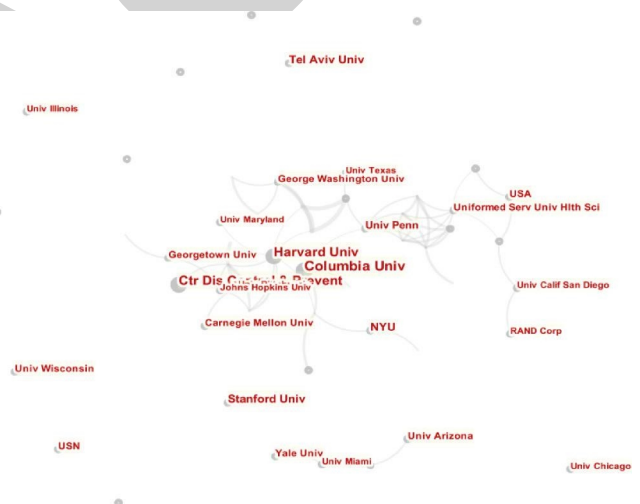 Tel Aviv Univ
Univ Illinois
Univ Texas
George Washington Univ
USA
Uniformed Serv Univ Hlth Sci
Univ Maryland
Univ Penn
Georgetown Univ
Harvard Univ
Columbia Univ
Ctr Dis Control & Prevent
Johns Hopkins Univ
Univ Calif San Diego
Carnegie Mellon Univ
NYU
RAND Corp
Univ Wisconsin
Stanford Univ
Univ Arizona
USN
Yale Univ
Univ Miami
Univ Chicago